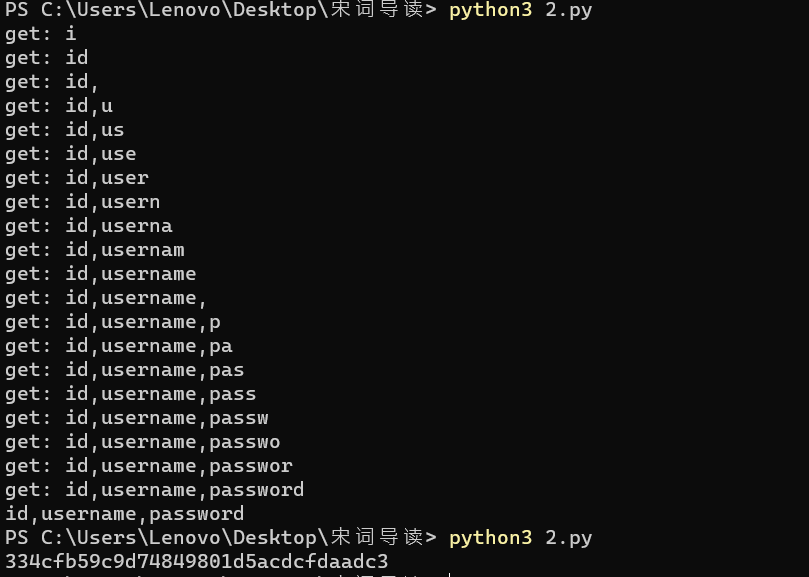 PS C:\Users\Lenovo\Desktop\宋词导读> python3 2.py
get: i
get: id
get: id,
get: id,u
get: id,us
get: id,use
get: id,user
get: id,usern
get: id,userna
get: id,usernam
get: id,username
get: id,username,
get: id,username,p
get: id,username,pa
get: id,username,pas
get: id,username,pass
get: id,username,passw
get: id,username,passwo
get: id,username,passwor
get: id,username,password
id,username,password
PS C:\Users\Lenovo\Desktop\宋词导读> python3 2.py
334cfb59c9d74849801d5acdcfdaadc3